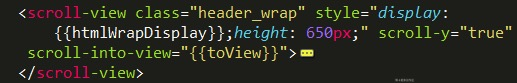 <scroll-view class="header_wrap" style="display:
{{htmlWrapDisplay}};height: 650px;" scroll-y="true"
scroll-into-view="{{toView}}">
</scroll-view>